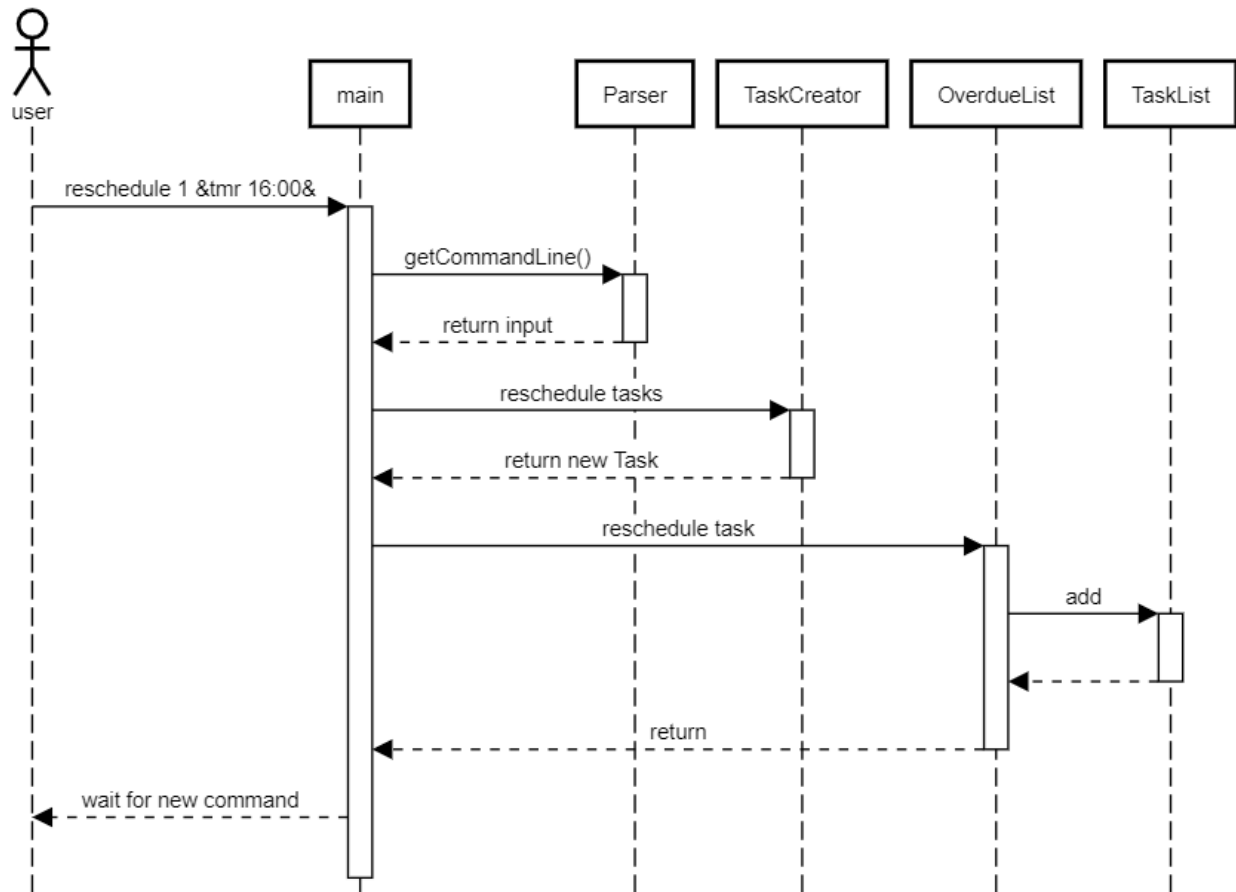 user
main
Parser
TaskCreator
OverdueList
TaskList
reschedule 1 &tmr 16:00&
getCommandLine()
return input
reschedule tasks
return new Task
reschedule task
add
return
wait for new command